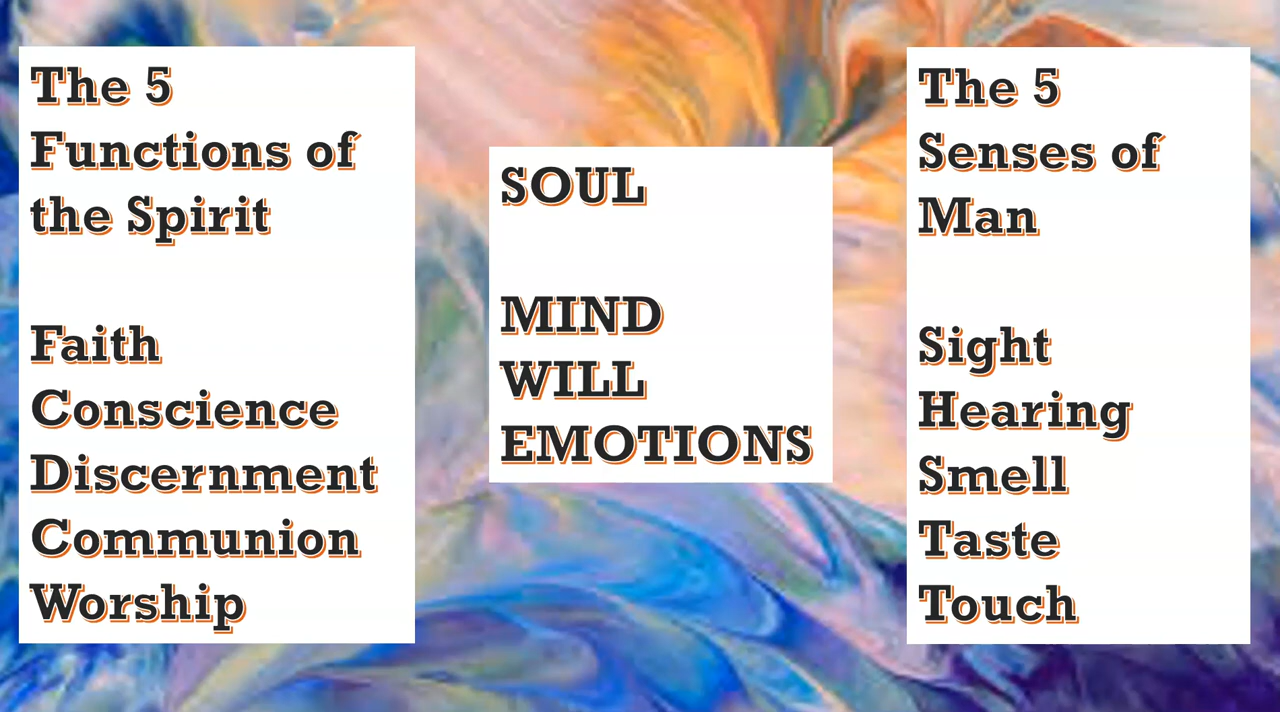 The 5
Functions of
the Spirit
Faith
Conscience
Discernment
Communion
Worship
SOUL
MIND
WILL
EMOTIONS
The 5
Senses of
Man
Sight
Hearing
Smell
Taste
Touch